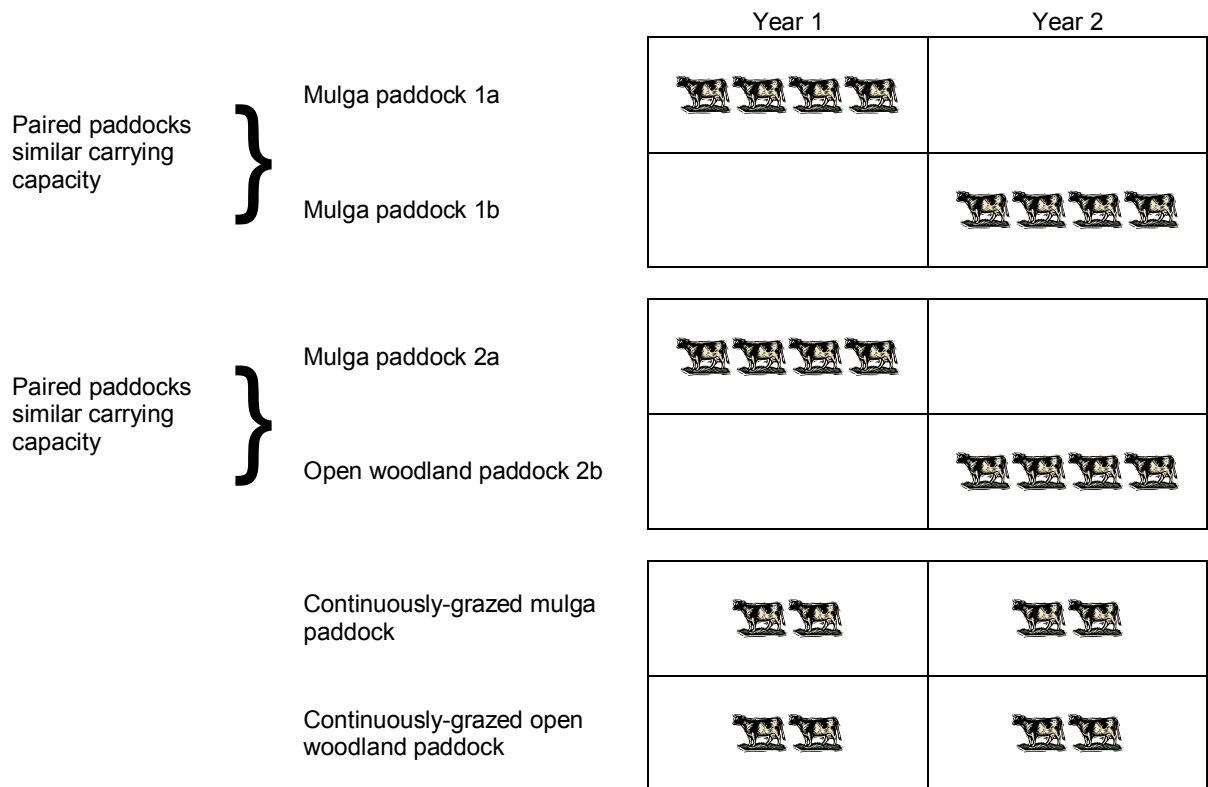 Year 1
Year 2
Mulga paddock 1a
Paired paddocks
similar carrying
capacity
}
Mulga paddock 1b
Mulga paddock 2a
Paired paddocks
similar carrying
capacity
}
Open woodland paddock 2b
Continuously-grazed mulga
paddock
Continuously-grazed open
woodland paddock